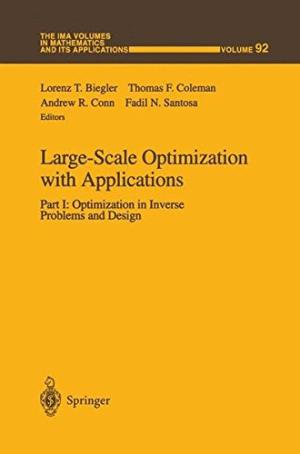 THE IMA VOLUMES
IN MATHEMATICS
AND ITS APPLICATIONS
VOLUME 92
Lorenz T. Biegler Thomas F. Coleman
Andrew R. Conn Fadil N. Santosa
Editors
Large-Scale Optimization
with Applications
Part I: Optimization in Inverse
Problems and Design
Springer